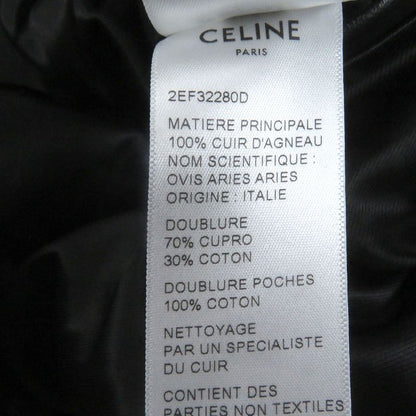 CELINE
PARIS
2EF32280D
MATIERE PRINCIPALE
100% CUIR D'AGNEAU
NOM SCIENTIFIQUE :
OVIS ARIES ARIES
ORIGINE : ITALIE
DOUBLURE
70% CUPRO
30% COTON
DOUBLURE POCHES
100% COTON
NETTOYAGE
PAR UN SPECIALISTE
DU CUIR
CONTIENT DES
PARTIES NON TEXTILES